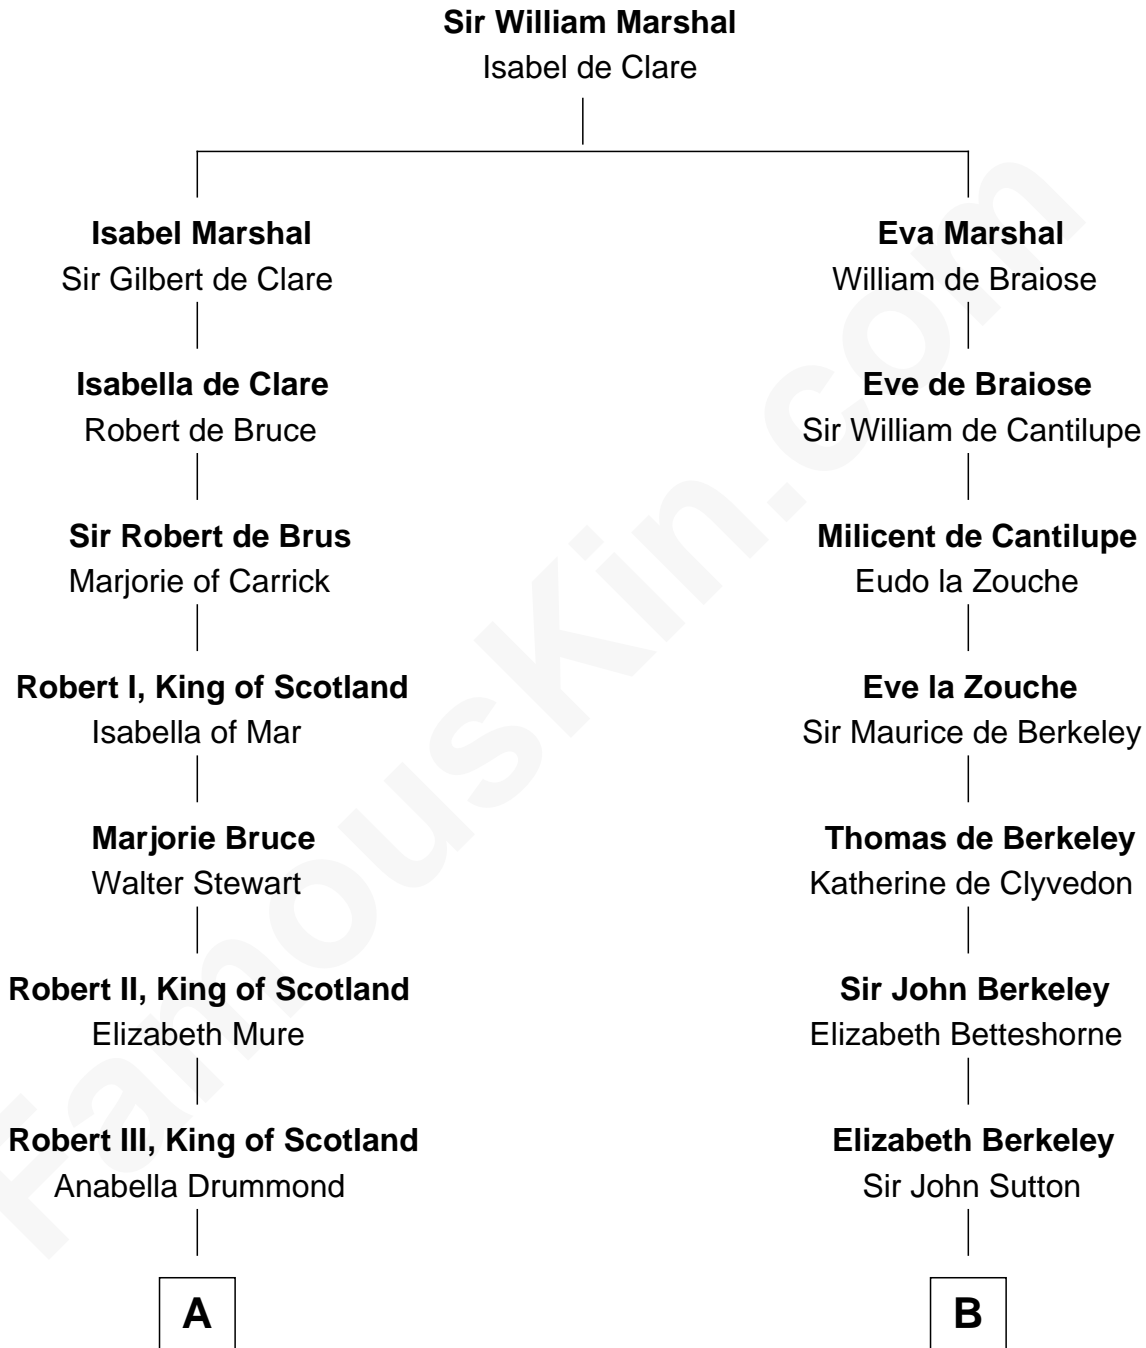 Sir William Marshal
Isabel de Clare
Isabel Marshal
Sir Gilbert de Clare
Isabella de Clare
Robert de Bruce
Sir Robert de Brus
Marjorie of Carrick
Robert I, King of Scotland
Isabella of Mar
Marjorie Bruce
Walter Stewart
Robert II, King of Scotland
Elizabeth Mure
Robert III, King of Scotland
Anabella Drummond
A
Eva Marshal
William de Braiose
Eve de Braiose
Sir William de Cantilupe
Milicent de Cantilupe
Eudo la Zouche
Eve la Zouche
Sir Maurice de Berkeley
Thomas de Berkeley
Katherine de Clyvedon
Sir John Berkeley
Elizabeth Betteshorne
Elizabeth Berkeley
Sir John Sutton
B
FamousKin.com